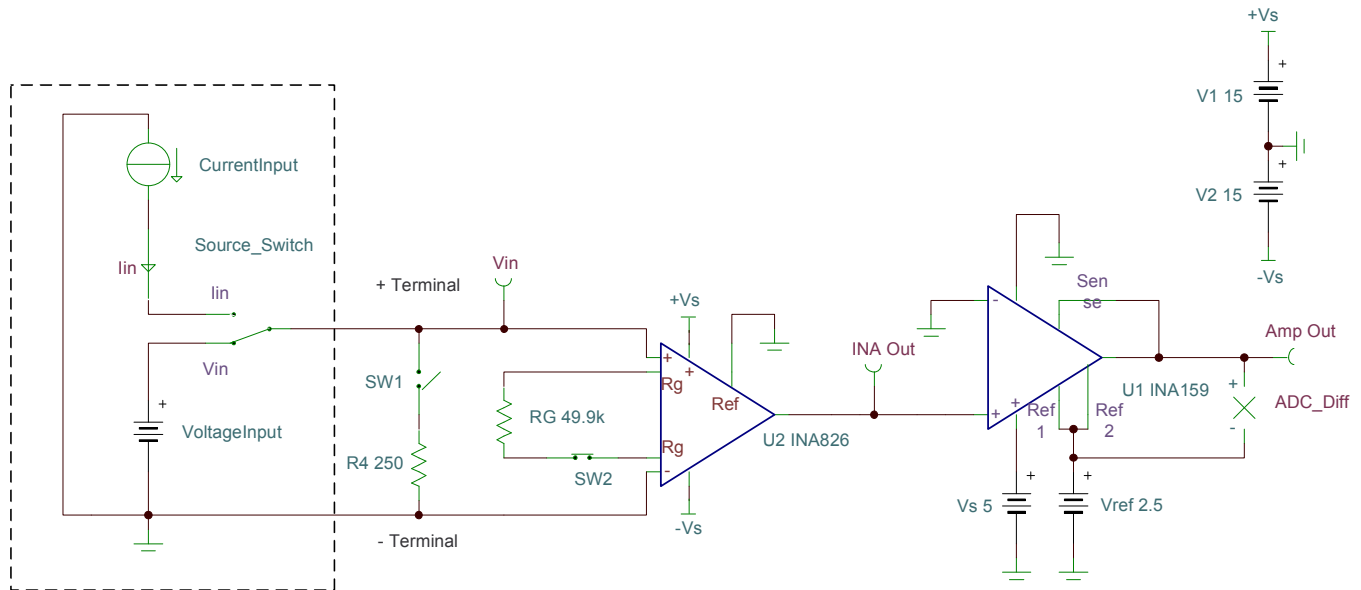 +Vs
+
V1 15
+
V2 15
-Vs
CurrentInput
Source_Switch
Iin
Iin
Vin
+
VoltageInput
+ Terminal
Vin
SW1
R4 250
- Terminal
RG 49.9k
SW2
+Vs
+
+
Rg
Ref
Rg
-
-Vs
U2 INA826
INA Out
-
Sen
se
+
+
Ref
1
Ref
2
U1 INA159
Amp Out
+
ADC_Diff
-
+
Vs 5
+
Vref 2.5